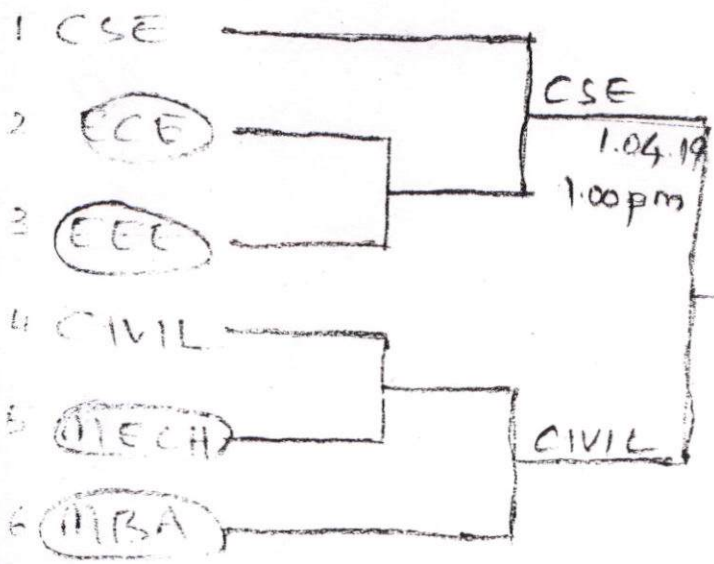 1 CSE
CSE
2 ECE
1.04.19
1.00pm
3 EEE
4 CIVIL
5 MECH
CIVIL
6 MBA